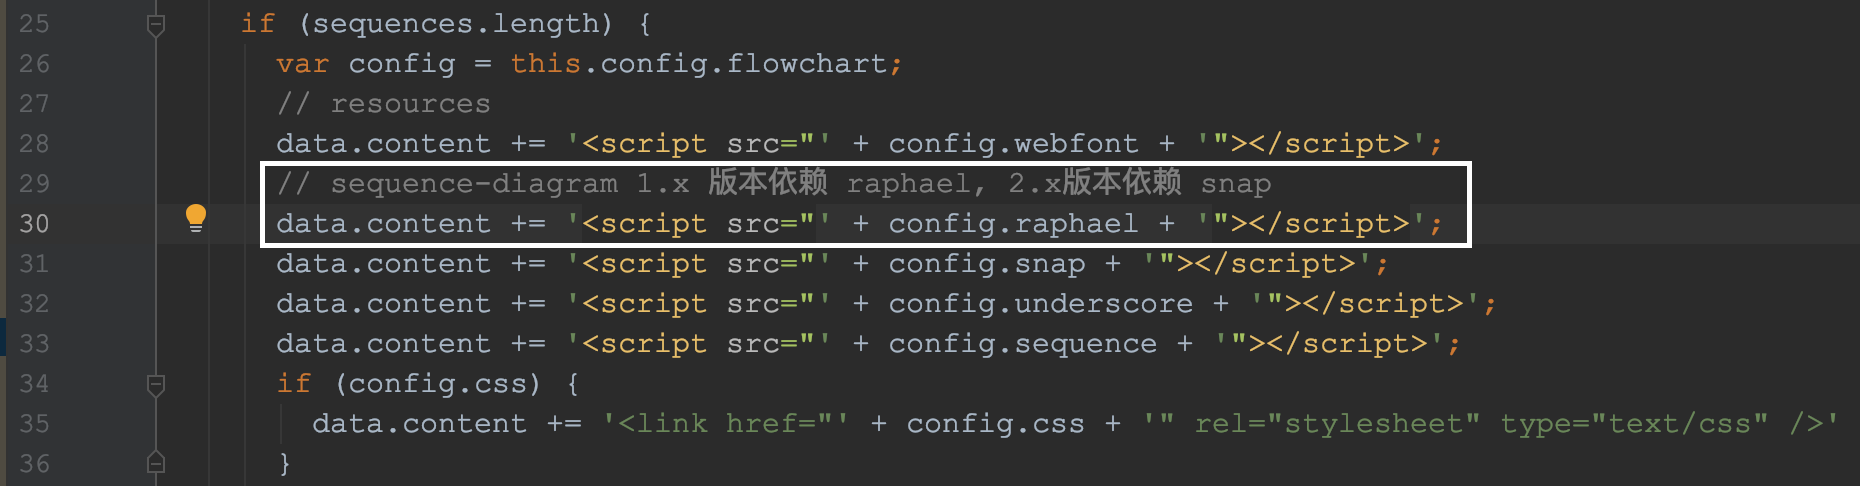 25 if (sequences.length) {
26 var config = this.config.flowchart;
27 // resources
28 data.content += '<script src="' + config.webfont + '"></script>';
29 // sequence-diagram 1.x 版本依赖 raphael, 2.x版本依赖 snap
30 data.content += '<script src="' + config.raphael + '"></script>';
31 data.content += '<script src="' + config.snap + '"></script>';
32 data.content += '<script src="' + config.underscore + '"></script>';
33 data.content += '<script src="' + config.sequence + '"></script>';
34 if (config.css) {
35 data.content += '<link href="' + config.css + '" rel="stylesheet" type="text/css" />'
36 }